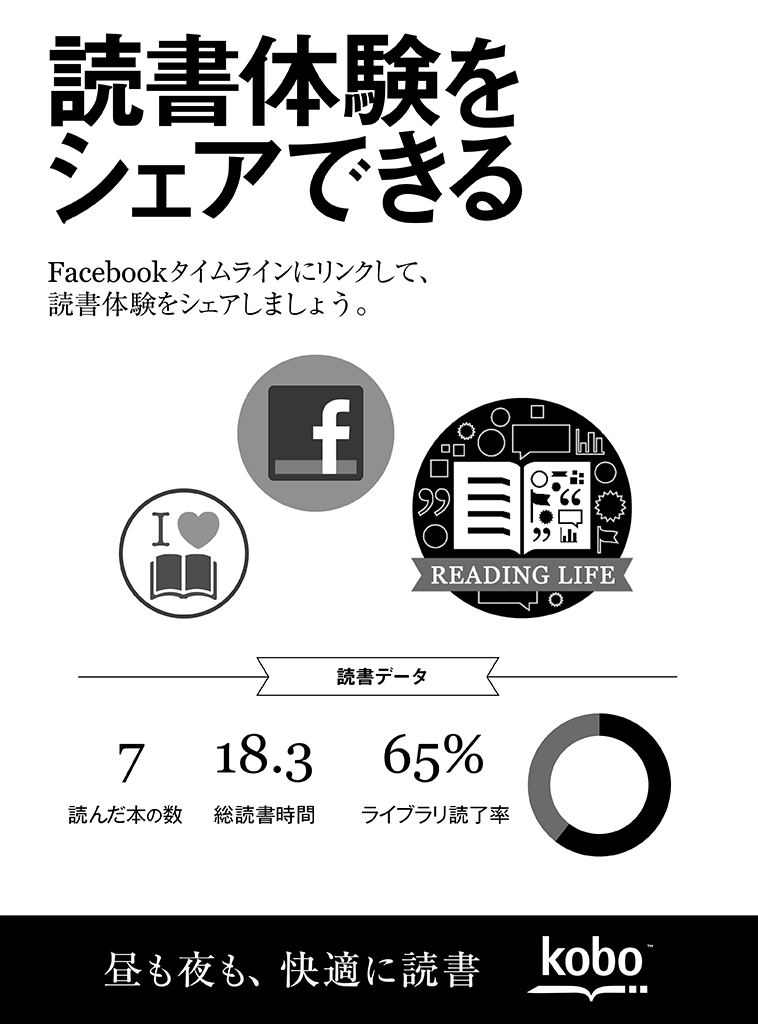 読書体験を
シェアできる
Facebookタイムラインにリンクして、
読書体験をシェアしましょう。
f
I
READING LIFE
読書データ
7 18.3 65%
読んだ本の数 総読書時間 ライブラリ読了率
昼も夜も、快適に読書
kobo™